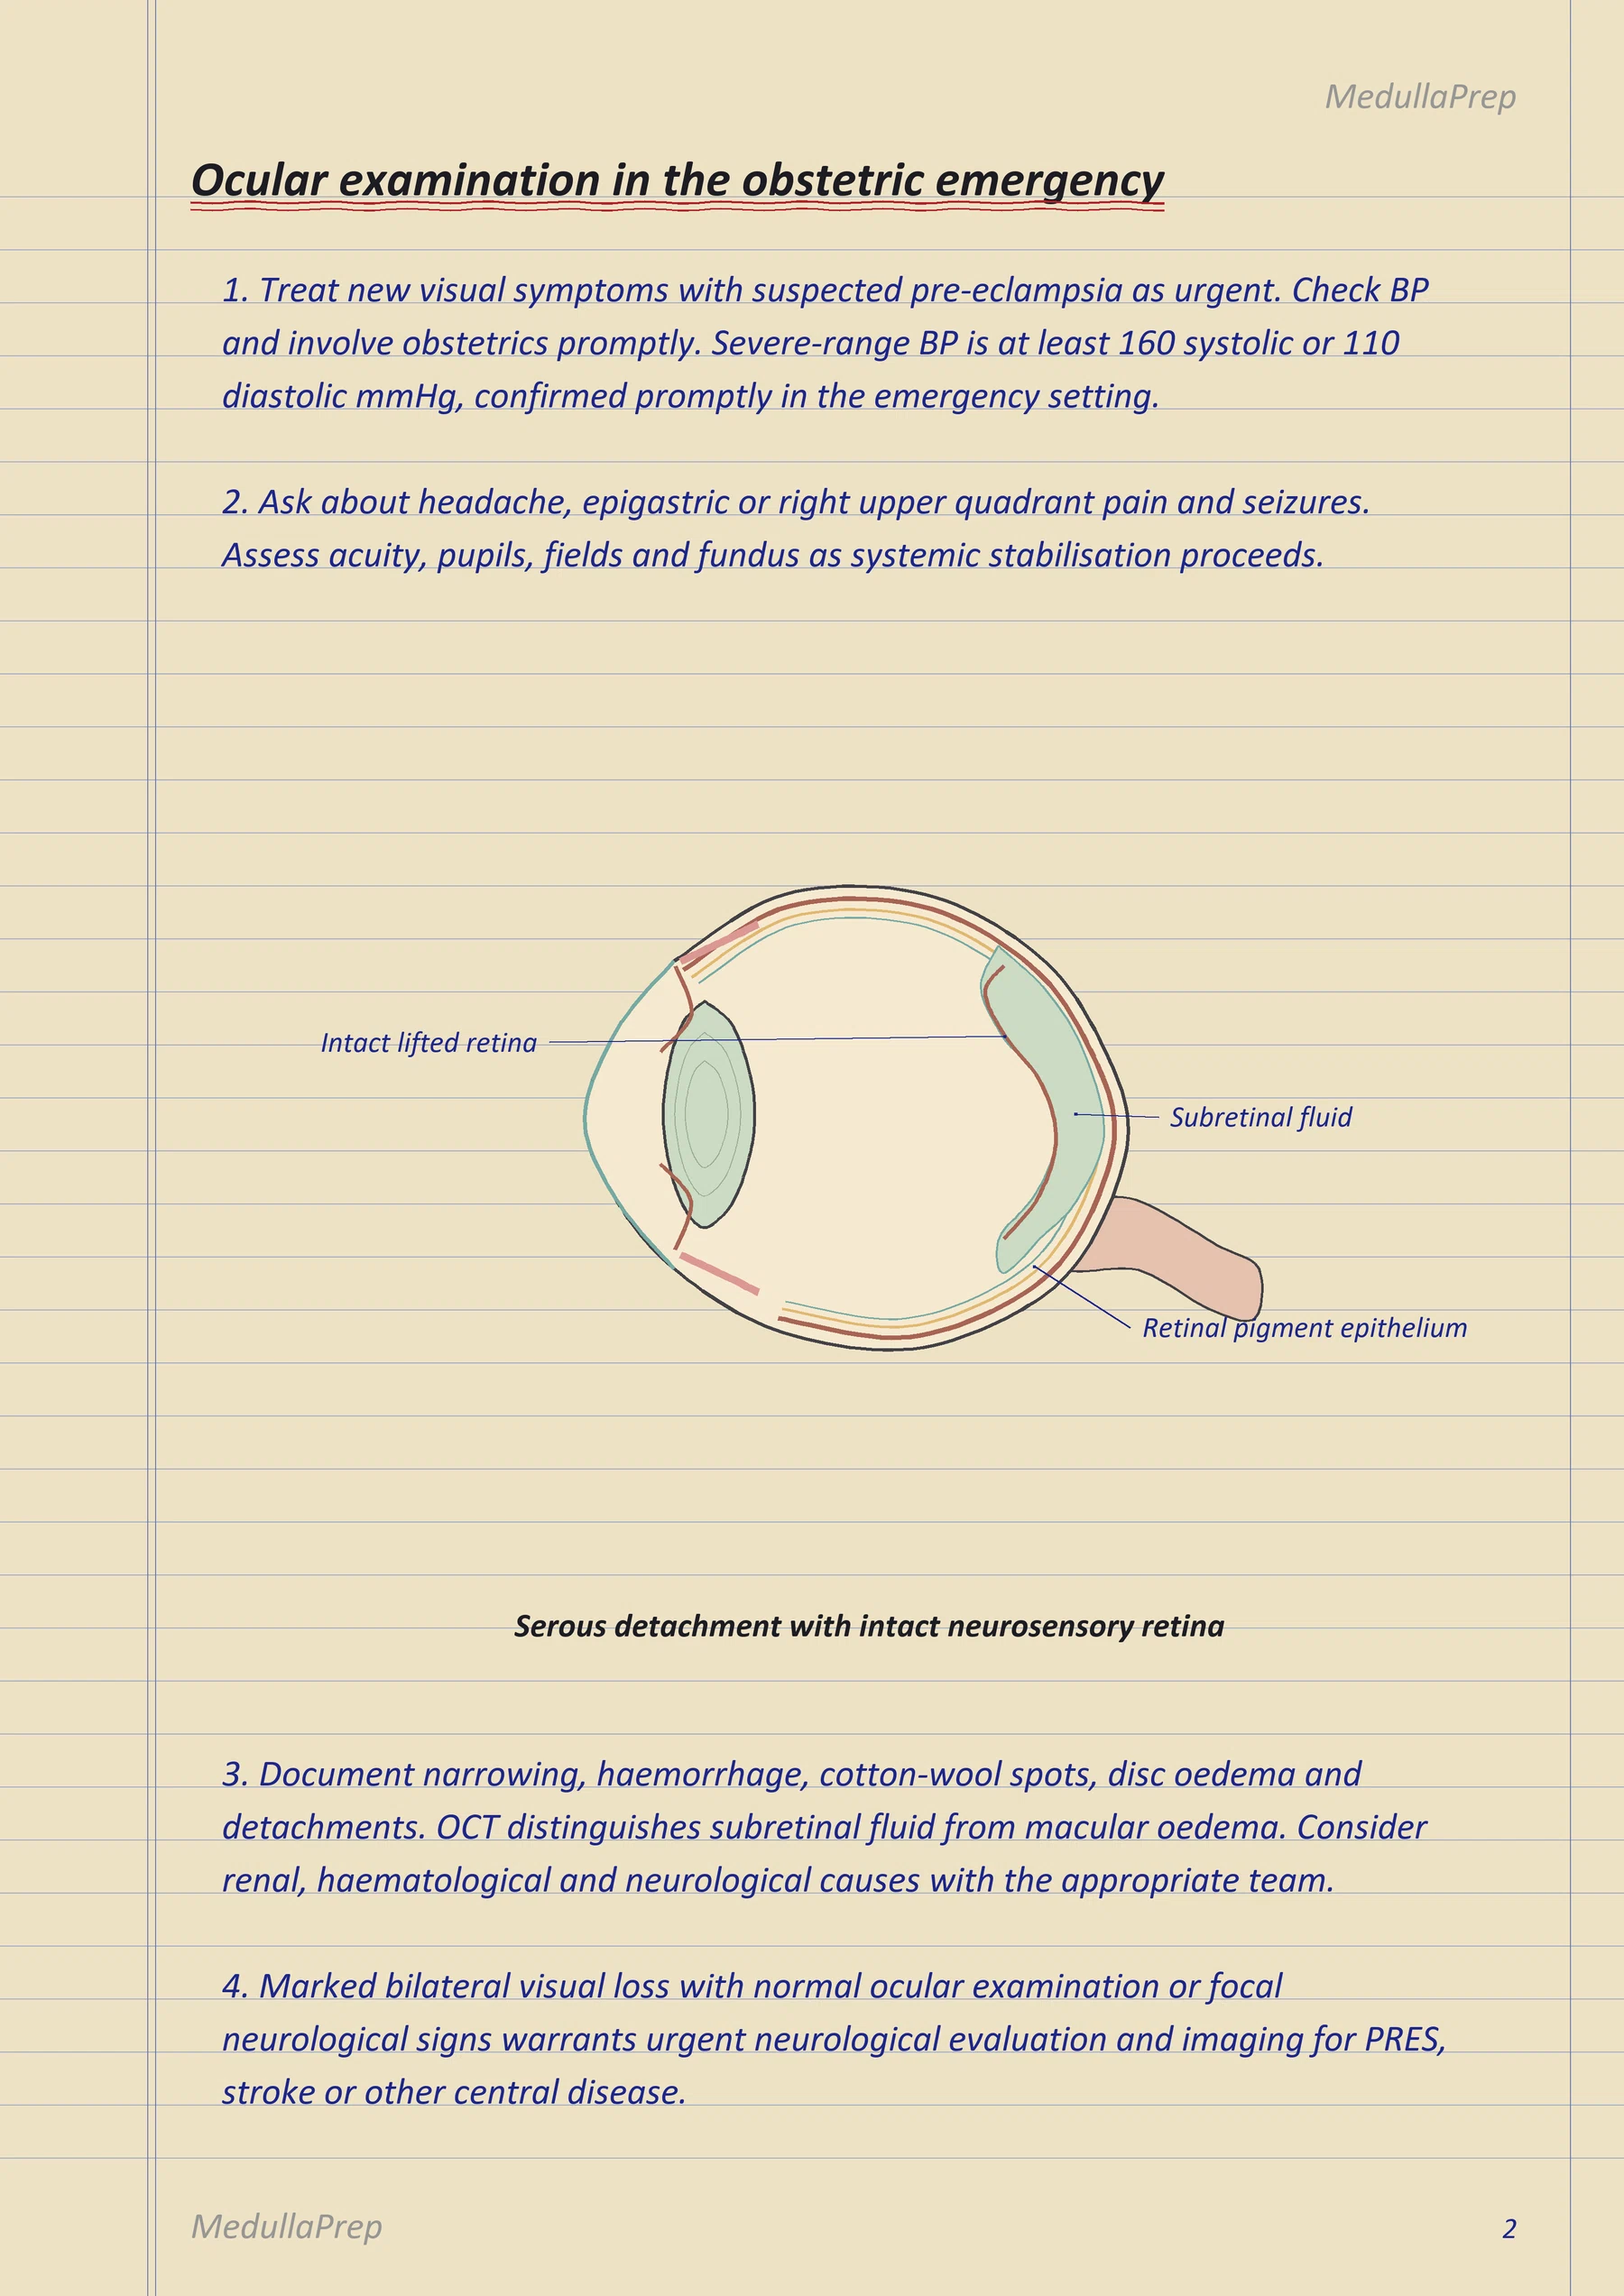 MedullaPrep
Ocular examination in the obstetric emergency
1. Treat new visual symptoms with suspected pre-eclampsia as urgent. Check BP
and involve obstetrics promptly. Severe-range BP is at least 160 systolic or 110
diastolic mmHg, confirmed promptly in the emergency setting.
2. Ask about headache, epigastric or right upper quadrant pain and seizures.
Assess acuity, pupils, fields and fundus as systemic stabilisation proceeds.
Intact lifted retina
Subretinal fluid
Retinal pigment epithelium
Serous detachment with intact neurosensory retina
3. Document narrowing, haemorrhage, cotton-wool spots, disc oedema and
detachments. OCT distinguishes subretinal fluid from macular oedema. Consider
renal, haematological and neurological causes with the appropriate team.
4. Marked bilateral visual loss with normal ocular examination or focal
neurological signs warrants urgent neurological evaluation and imaging for PRES,
stroke or other central disease.
MedullaPrep
2